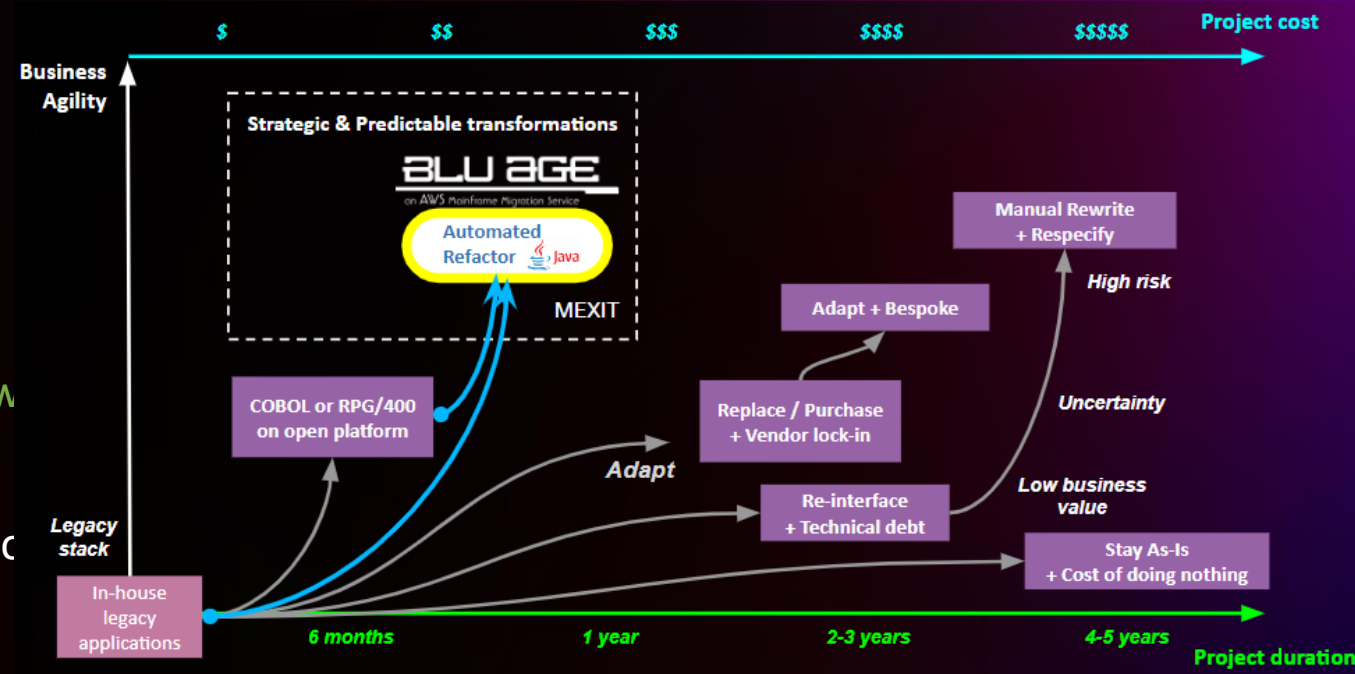 $ $$ $$$ $$$$ $$$$$ Project cost
Business
Agility
Strategic & Predictable transformations
BLU AGE
on AWS Mainframe Migration Service
Automated
Refactor Java
MEXIT
Manual Rewrite
+ Respecify
High risk
Adapt + Bespoke
COBOL or RPG/400
on open platform
Replace / Purchase
+ Vendor lock-in
Uncertainty
Adapt
Re-interface
+ Technical debt
Low business
value
Legacy
stack
Stay As-Is
+ Cost of doing nothing
In-house
legacy
applications
6 months 1 year 2-3 years 4-5 years
Project duration